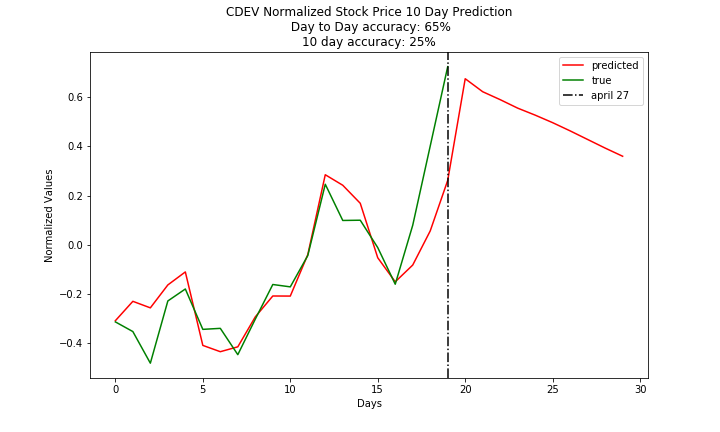 CDEV Normalized Stock Price 10 Day Prediction
Day to Day accuracy: 65%
10 day accuracy: 25%
predicted
true
april 27
0.6
0.4
0.2
0.0
−0.2
−0.4
Normalized Values
0 5 10 15 20 25 30
Days